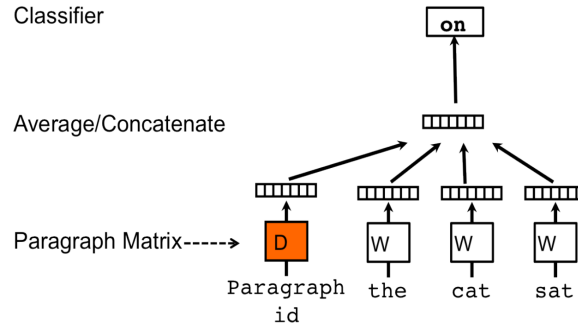 Classifier
on
Average/Concatenate
Paragraph Matrix
D
W
W
W
Paragraph
id
the
cat
sat